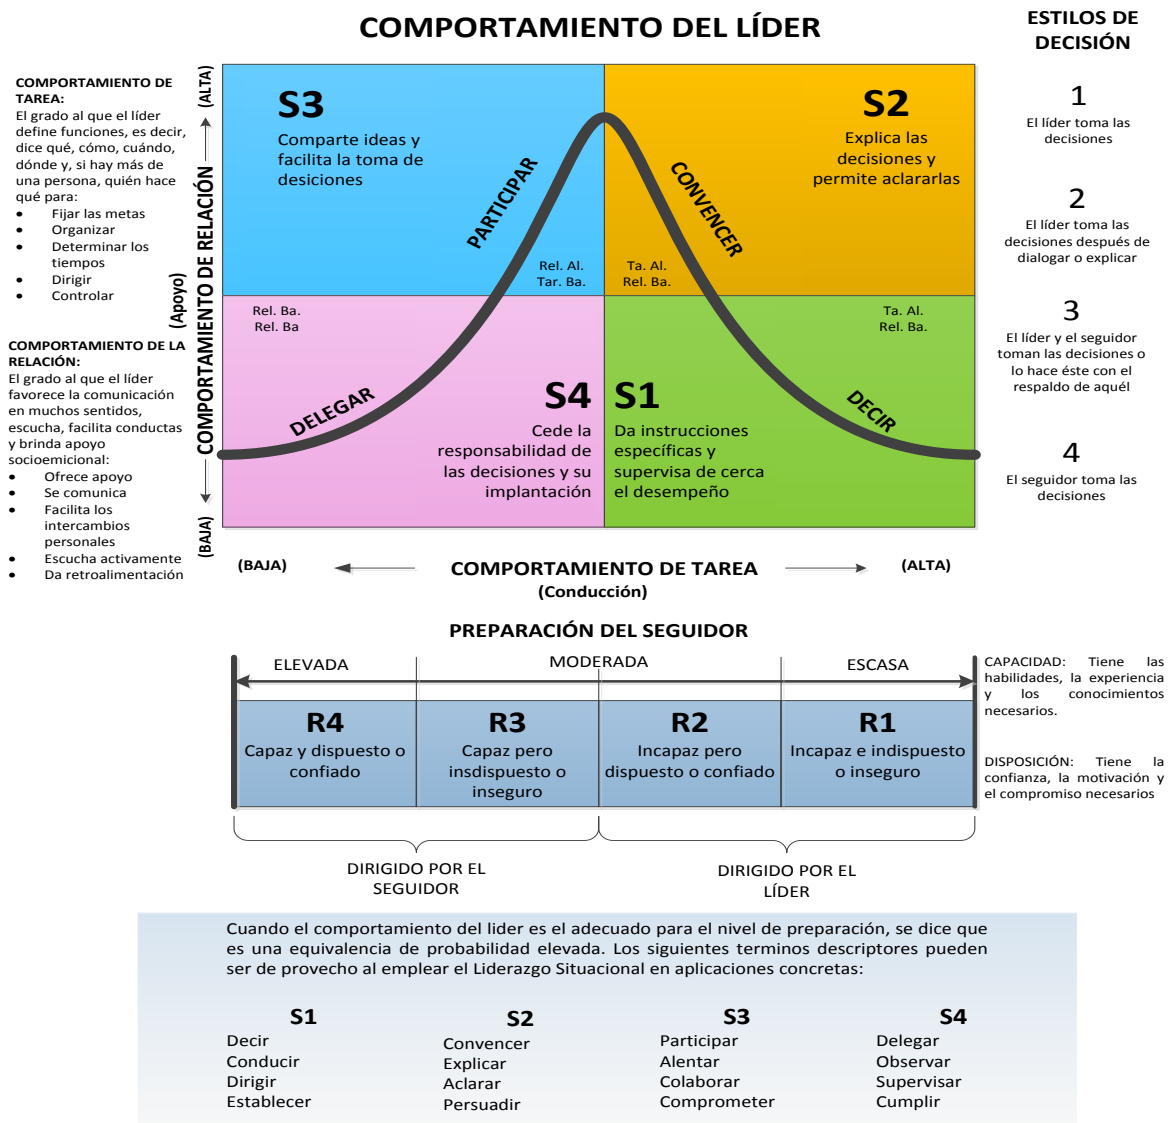 COMPORTAMIENTO DEL LÍDER
ESTILOS DE
DECISIÓN
COMPORTAMIENTO DE
TAREA:
El grado al que el líder
define funciones, es decir,
dice qué, cómo, cuándo,
dónde y, si hay más de
una persona, quién hace
qué para:
• Fijar las metas
• Organizar
• Determinar los
tiempos
• Dirigir
• Controlar
COMPORTAMIENTO DE LA
RELACIÓN:
El grado al que el líder
favorece la comunicación
en muchos sentidos,
escucha, facilita conductas
y brinda apoyo
socioemicional:
• Ofrece apoyo
• Se comunica
• Facilita los
intercambios
personales
• Escucha activamente
• Da retroalimentación
(ALTA)
COMPORTAMIENTO DE RELACIÓN
(Apoyo)
(BAJA)
S3
Comparte ideas y
facilita la toma de
desiciones
PARTICIPAR
Rel. Al.
Tar. Ba.
S2
Explica las
decisiones y
permite aclararlas
CONVENCER
Ta. Al.
Rel. Ba.
Rel. Ba.
Rel. Ba
DELEGAR
S4
Cede la
responsabilidad de
las decisiones y su
implantación
Ta. Al.
Rel. Ba.
DECIR
S1
Da instrucciones
específicas y
supervisa de cerca
el desempeño
1
El líder toma las
decisiones
2
El líder toma las
decisiones después de
dialogar o explicar
3
El líder y el seguidor
toman las decisiones o
lo hace éste con el
respaldo de aquél
4
El seguidor toma las
decisiones
(BAJA)
COMPORTAMIENTO DE TAREA
(Conducción)
(ALTA)
PREPARACIÓN DEL SEGUIDOR
ELEVADA
MODERADA
ESCASA
R4
Capaz y dispuesto o
confiado
R3
Capaz pero
insdispuesto o
inseguro
R2
Incapaz pero
dispuesto o confiado
R1
Incapaz e indispuesto
o inseguro
CAPACIDAD: Tiene las
habilidades, la experiencia
y los conocimientos
necesarios.
DISPOSICIÓN: Tiene la
confianza, la motivación y
el compromiso necesarios
DIRIGIDO POR EL
SEGUIDOR
DIRIGIDO POR EL
LÍDER
Cuando el comportamiento del lider es el adecuado para el nivel de preparación, se dice que
es una equivalencia de probabilidad elevada. Los siguientes terminos descriptores pueden
ser de provecho al emplear el Liderazgo Situacional en aplicaciones concretas:
S1
Decir
Conducir
Dirigir
Establecer
S2
Convencer
Explicar
Aclarar
Persuadir
S3
Participar
Alentar
Colaborar
Comprometer
S4
Delegar
Observar
Supervisar
Cumplir